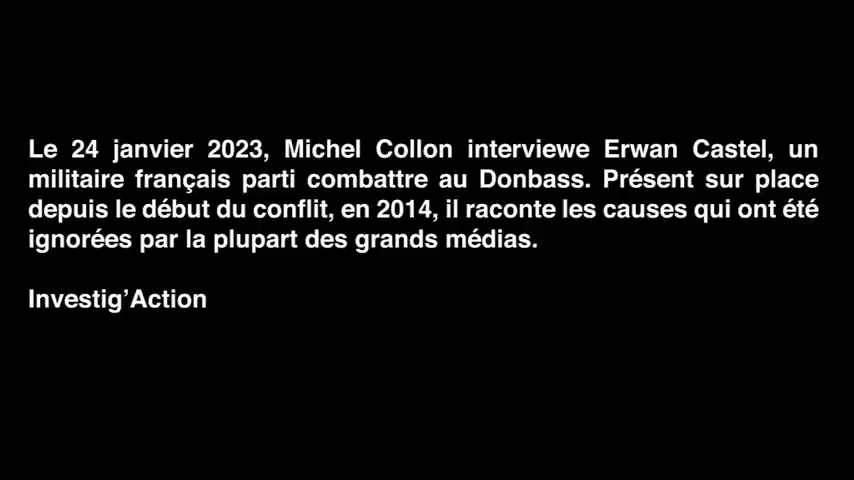 Le 24 janvier 2023, Michel Collon interviewe Erwan Castel, un
militaire français parti combattre au Donbass. Présent sur place
depuis le début du conflit, en 2014, il raconte les causes qui ont été
ignorées par la plupart des grands médias.
Investig’Action